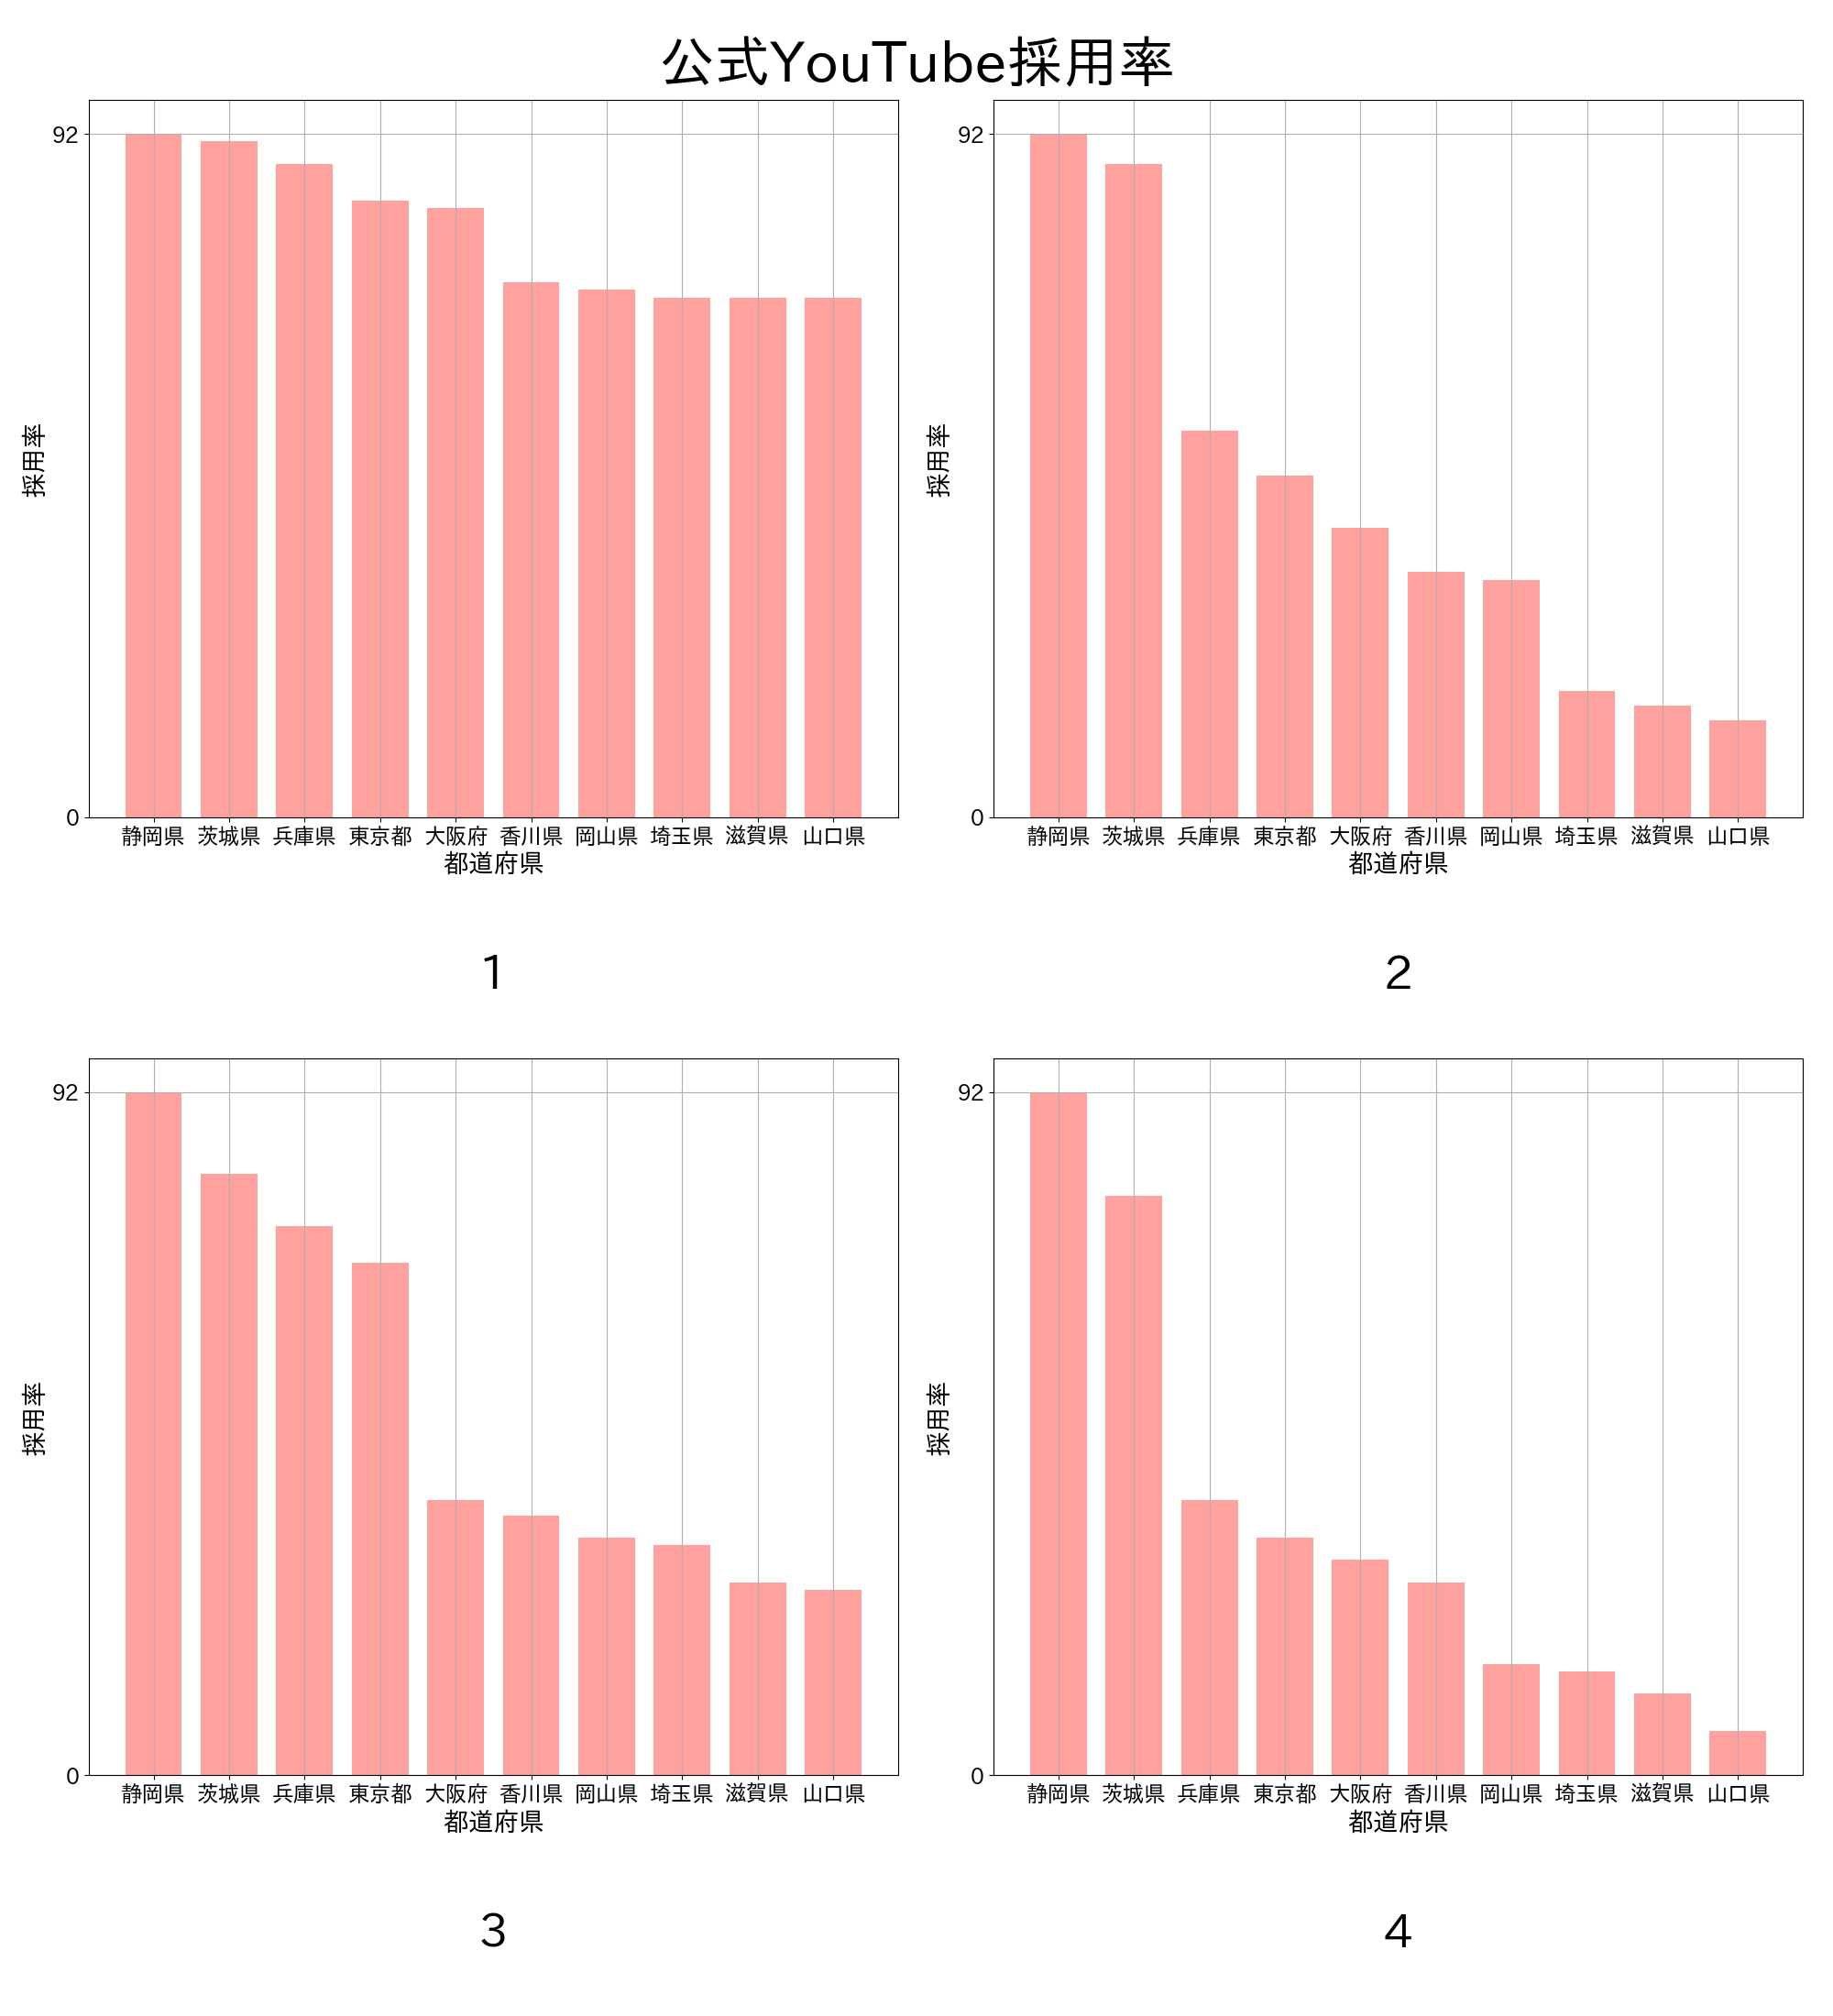 公式YouTube採用率
92
0
採用率
静岡県 茨城県 兵庫県 東京都 大阪府 香川県 岡山県 埼玉県 滋賀県 山口県
都道府県
1
92
0
採用率
静岡県 茨城県 兵庫県 東京都 大阪府 香川県 岡山県 埼玉県 滋賀県 山口県
都道府県
2
92
0
採用率
静岡県 茨城県 兵庫県 東京都 大阪府 香川県 岡山県 埼玉県 滋賀県 山口県
都道府県
3
92
0
採用率
静岡県 茨城県 兵庫県 東京都 大阪府 香川県 岡山県 埼玉県 滋賀県 山口県
都道府県
4